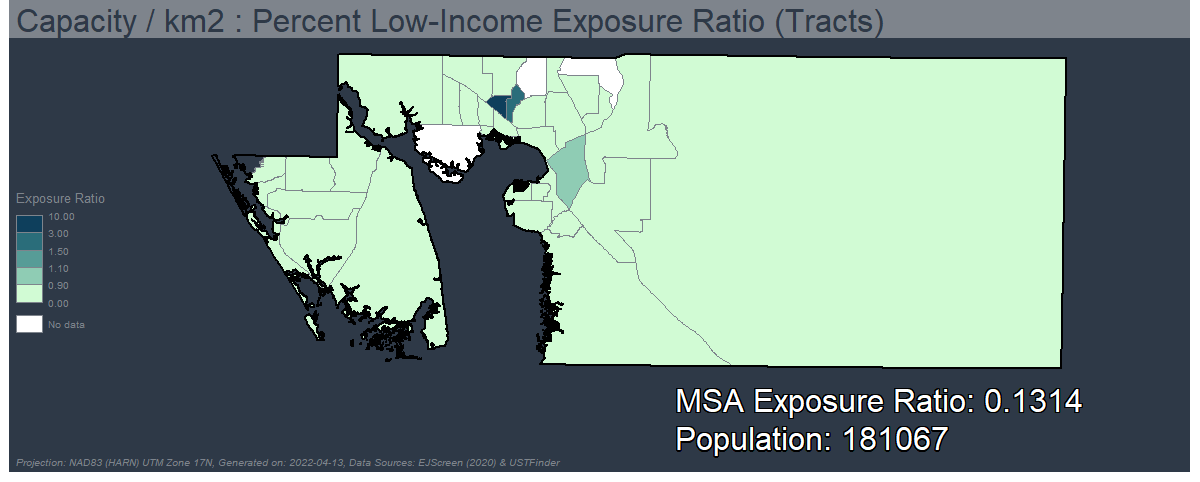 Capacity / km2 : Percent Low-Income Exposure Ratio (Tracts)
Exposure Ratio
10.00
3.00
1.50
1.10
0.90
0.00
No data
MSA Exposure Ratio: 0.1314
Population: 181067
Projection: NAD83 (HARN) UTM Zone 17N, Generated on: 2022-04-13, Data Sources: EJScreen (2020) & USTFinder